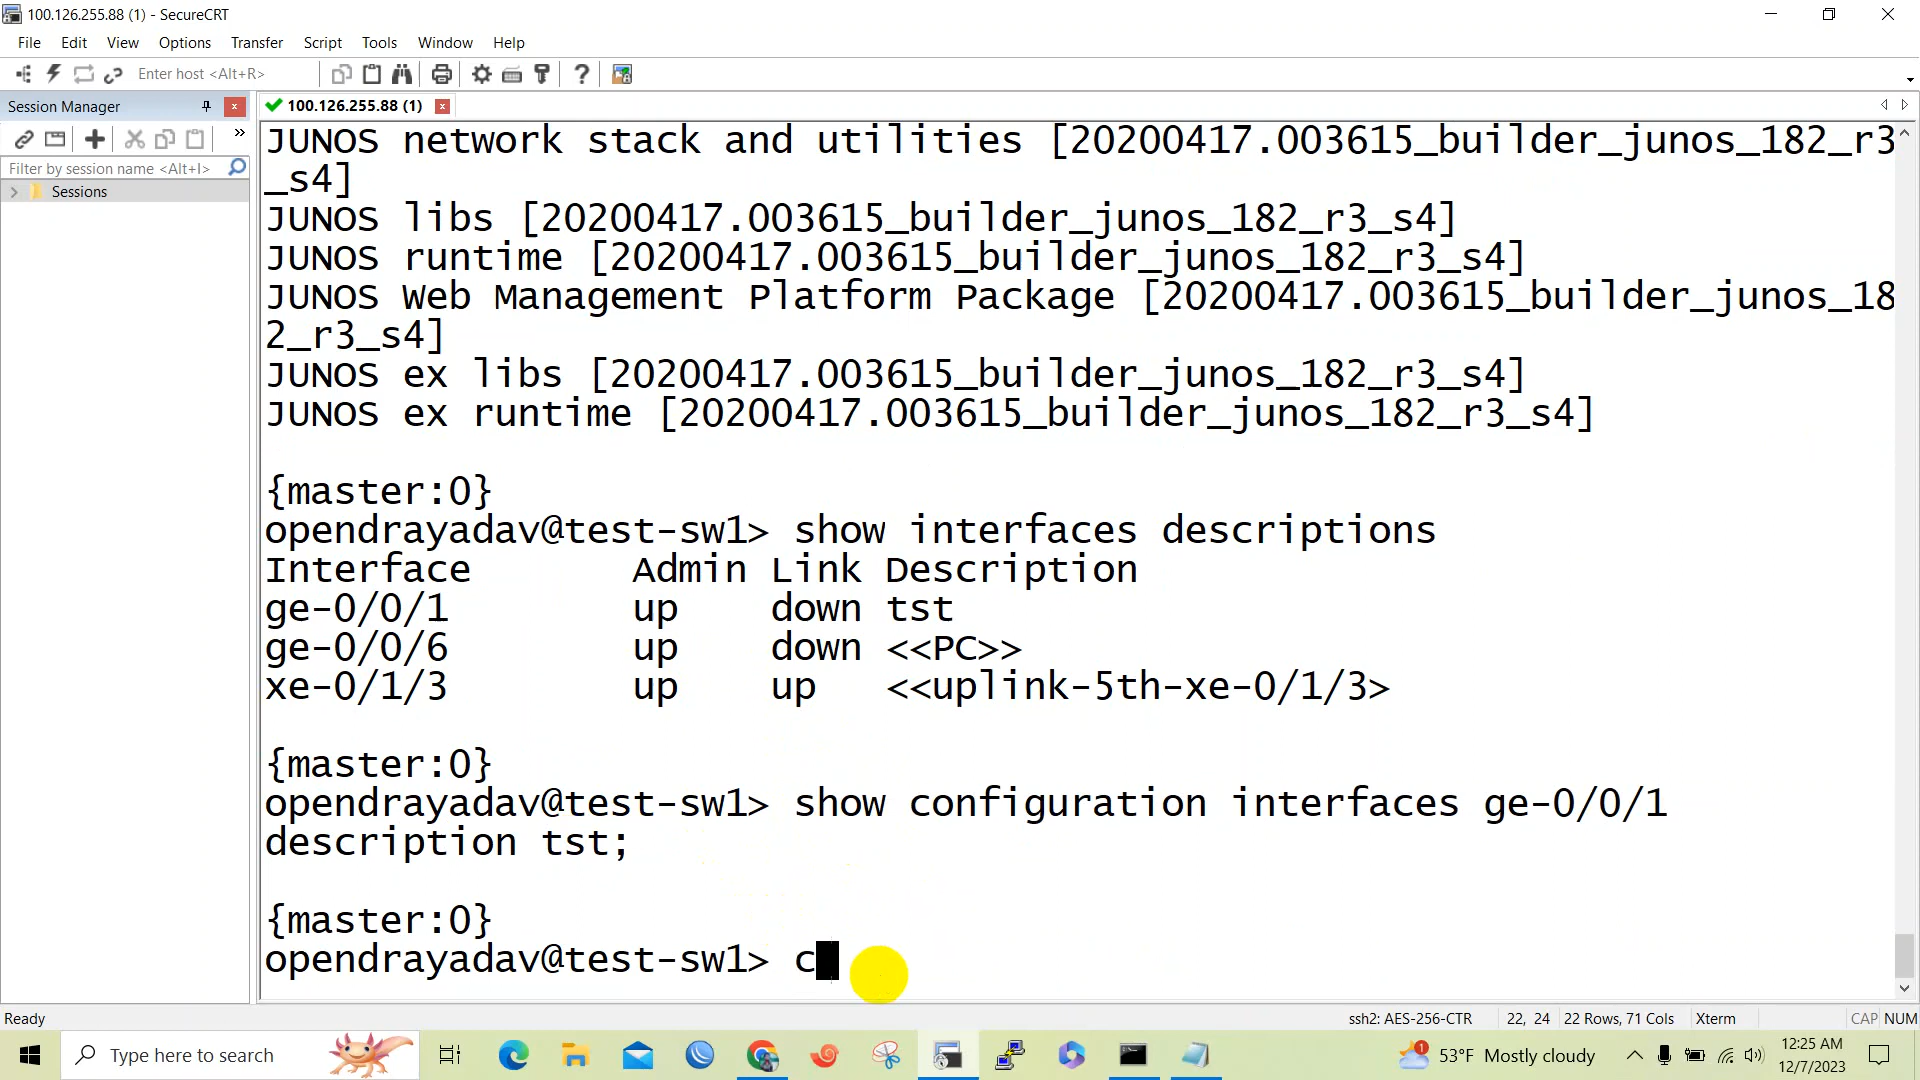 100.126.255.88 (1) - SecureCRT
File Edit View Options Transfer Script Tools Window Help
Enter host <Alt+R>
Session Manager
100.126.255.88 (1)
Filter by session name <Alt+I>
Sessions
JUNOS network stack and utilities [20200417.003615_builder_junos_182_r3
_s4]
JUNOS libs [20200417.003615_builder_junos_182_r3_s4]
JUNOS runtime [20200417.003615_builder_junos_182_r3_s4]
JUNOS Web Management Platform Package [20200417.003615_builder_junos_18
2_r3_s4]
JUNOS ex libs [20200417.003615_builder_junos_182_r3_s4]
JUNOS ex runtime [20200417.003615_builder_junos_182_r3_s4]
{master:0}
opendrayadav@test-sw1> show interfaces descriptions
Interface Admin Link Description
ge-0/0/1 up down tst
ge-0/0/6 up down <<PC>>
xe-0/1/3 up up <<uplink-5th-xe-0/1/3>
{master:0}
opendrayadav@test-sw1> show configuration interfaces ge-0/0/1
description tst;
{master:0}
opendrayadav@test-sw1> c
Ready
ssh2: AES-256-CTR 22, 24 22 Rows, 71 Cols Xterm CAP NUM
Type here to search
1
53°F Mostly cloudy
12:25 AM
12/7/2023